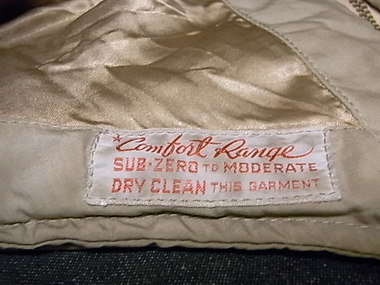 *Comfort Range
SUB-ZERO TO MODERATE
DRY CLEAN THIS GARMENT